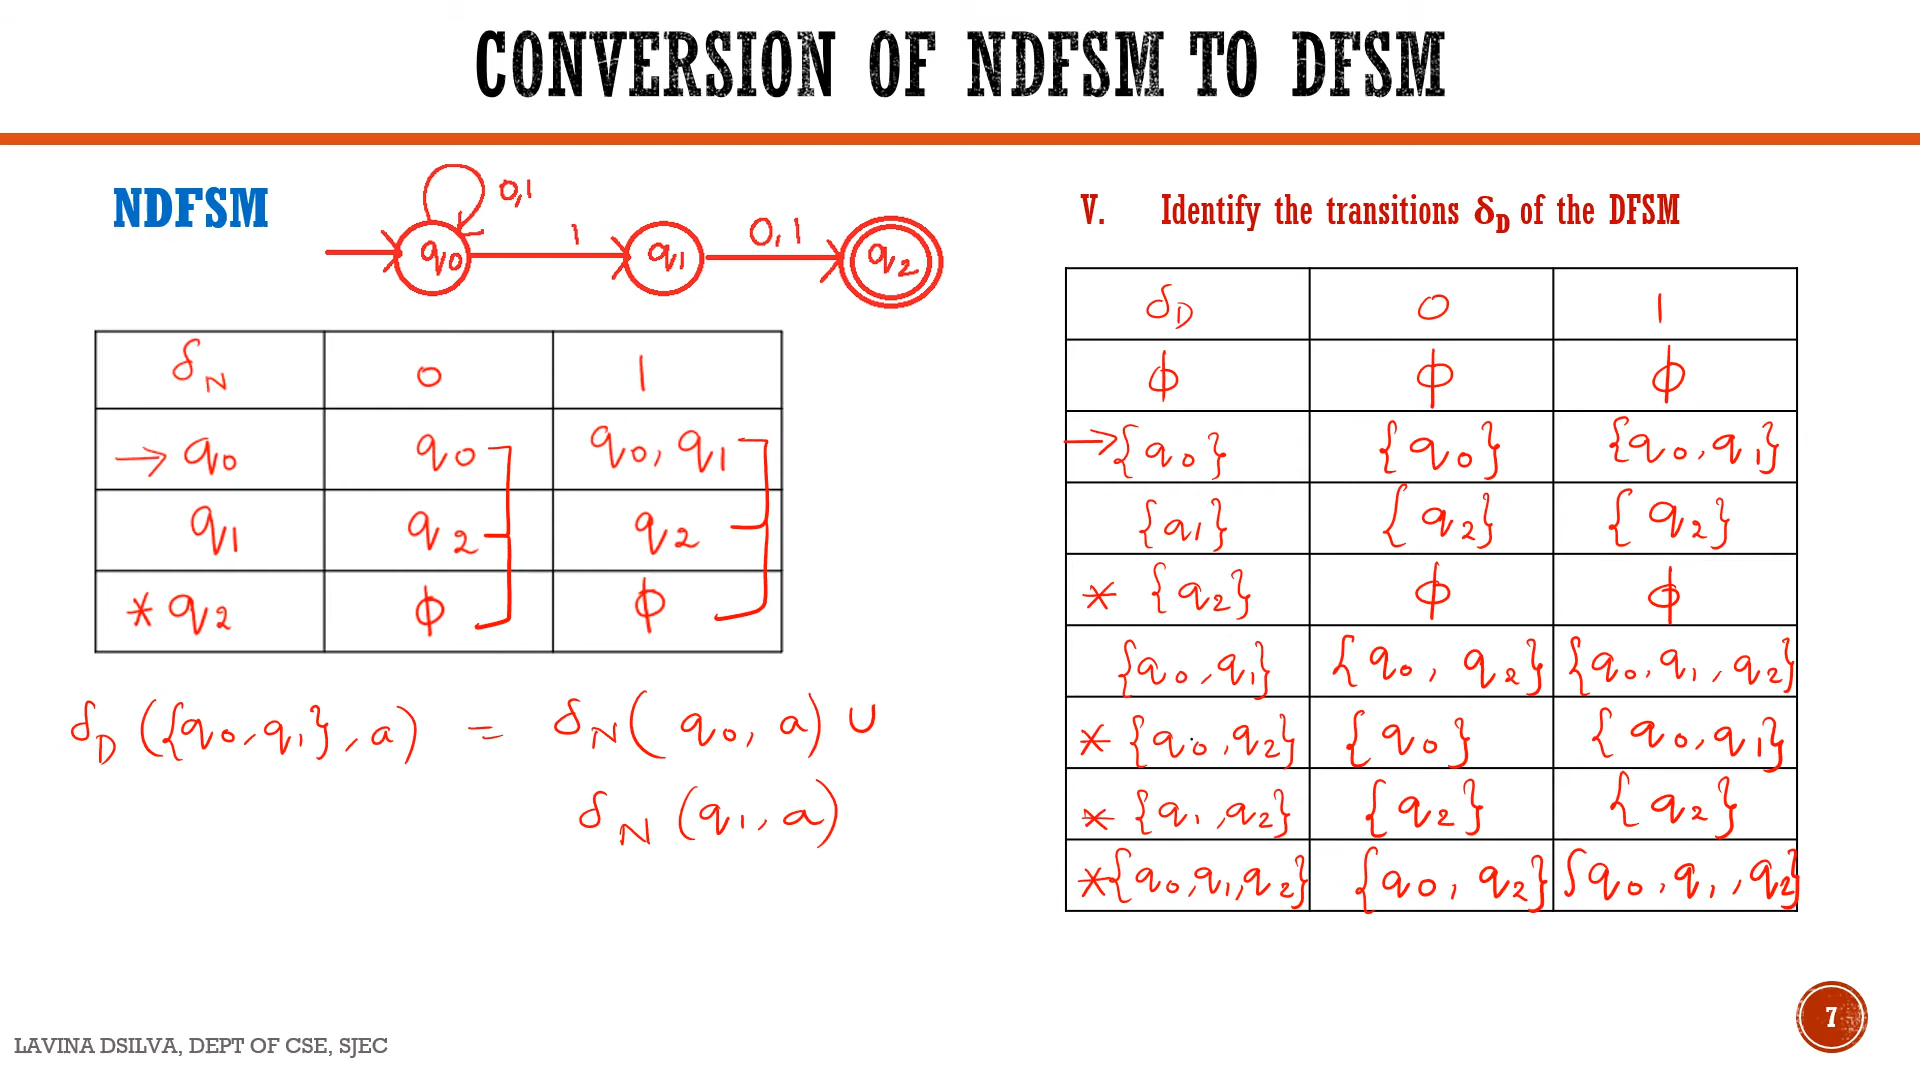 CONVERSION OF NDFSM TO DFSM
NDFSM
0,1
q0
1
q1
0,1
q2
δN 0 1
→ q0 q0 q0, q1
q1 q2 q2
* q2 ϕ ϕ
δD ({q0, q1}, a) = δN( q0, a) ∪
δN (q1, a)
V. Identify the transitions δD of the DFSM
δD 0 1
ϕ ϕ ϕ
→{q0} {q0} {q0, q1}
{q1} {q2} {q2}
* {q2} ϕ ϕ
{q0, q1} {q0, q2} {q0, q1, q2}
* {q0, q2} {q0} {q0, q1}
* {q1, q2} {q2} {q2}
*{q0, q1, q2} {q0, q2} {q0, q1, q2}
7
LAVINA DSILVA, DEPT OF CSE, SJEC